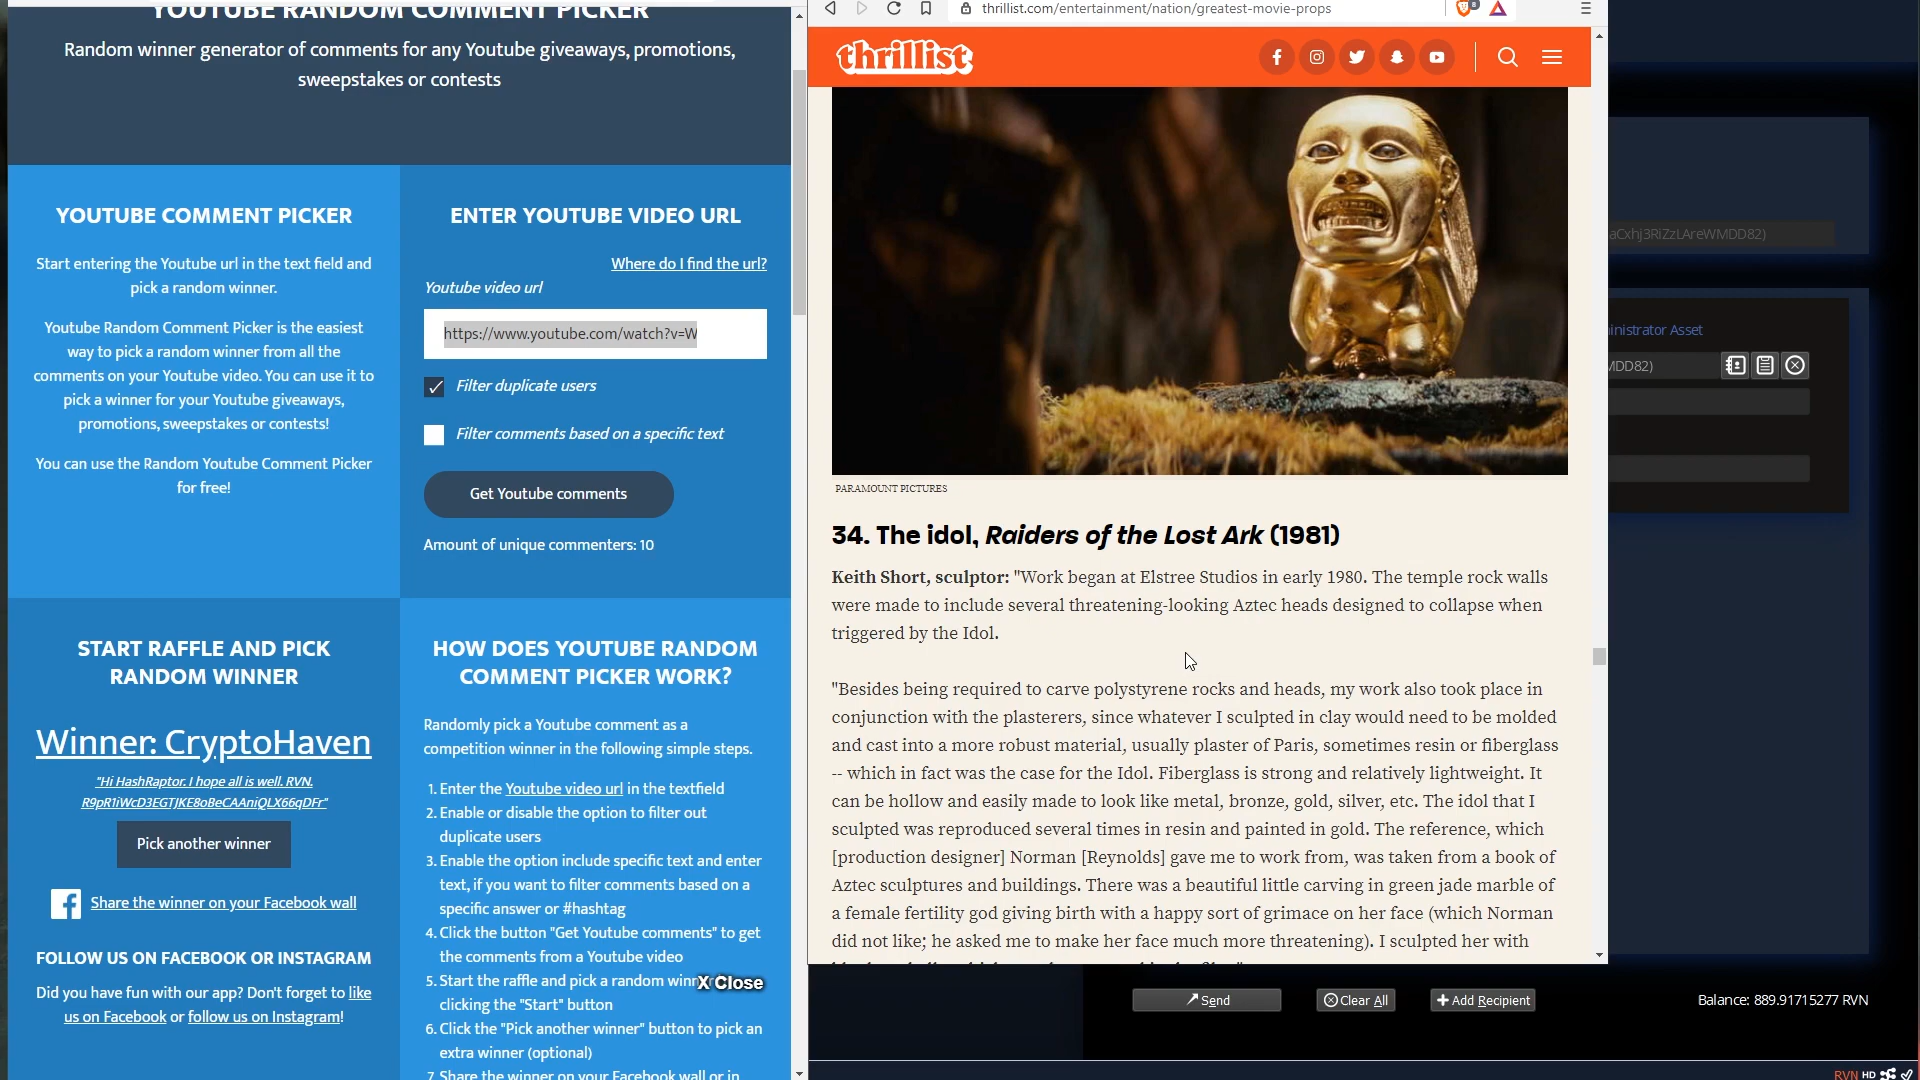 YOUTUBE RANDOM COMMENT PICKER
Random winner generator of comments for any Youtube giveaways, promotions,
sweepstakes or contests
YOUTUBE COMMENT PICKER
Start entering the Youtube url in the text field and
pick a random winner.
Youtube Random Comment Picker is the easiest
way to pick a random winner from all the
comments on your Youtube video. You can use it to
pick a winner for your Youtube giveaways,
promotions, sweepstakes or contests!
You can use the Random Youtube Comment Picker
for free!
ENTER YOUTUBE VIDEO URL
Where do I find the url?
Youtube video url
https://www.youtube.com/watch?v=W
Filter duplicate users
Filter comments based on a specific text
Get Youtube comments
Amount of unique commenters: 10
START RAFFLE AND PICK
RANDOM WINNER
Winner: CryptoHaven
"Hi HashRaptor. I hope all is well. RVN.
R9pR1iWcD3EGTJKE8oBeCAAniQLX66qDFr"
Pick another winner
Share the winner on your Facebook wall
FOLLOW US ON FACEBOOK OR INSTAGRAM
Did you have fun with our app? Don't forget to like
us on Facebook or follow us on Instagram!
HOW DOES YOUTUBE RANDOM
COMMENT PICKER WORK?
Randomly pick a Youtube comment as a
competition winner in the following simple steps.
1. Enter the Youtube video url in the textfield
2. Enable or disable the option to filter out
duplicate users
3. Enable the option include specific text and enter
text, if you want to filter comments based on a
specific answer or #hashtag
4. Click the button "Get Youtube comments" to get
the comments from a Youtube video
5. Start the raffle and pick a random winn
X Close
clicking the "Start" button
6. Click the "Pick another winner" button to pick an
extra winner (optional)
7. Share the winner on your Facebook wall or in
thrillist.com/entertainment/nation/greatest-movie-props
8
thrillist
PARAMOUNT PICTURES
34. The idol, Raiders of the Lost Ark (1981)
Keith Short, sculptor: "Work began at Elstree Studios in early 1980. The temple rock walls
were made to include several threatening-looking Aztec heads designed to collapse when
triggered by the Idol.
"Besides being required to carve polystyrene rocks and heads, my work also took place in
conjunction with the plasterers, since whatever I sculpted in clay would need to be molded
and cast into a more robust material, usually plaster of Paris, sometimes resin or fiberglass
-- which in fact was the case for the Idol. Fiberglass is strong and relatively lightweight. It
can be hollow and easily made to look like metal, bronze, gold, silver, etc. The idol that I
sculpted was reproduced several times in resin and painted in gold. The reference, which
[production designer] Norman [Reynolds] gave me to work from, was taken from a book of
Aztec sculptures and buildings. There was a beautiful little carving in green jade marble of
a female fertility god giving birth with a happy sort of grimace on her face (which Norman
did not like; he asked me to make her face much more threatening). I sculpted her with
aCxhj3RiZzLAreWMDD82)
ninistrator Asset
MDD82)
Send
Clear All
Add Recipient
Balance: 889.91715277 RVN
RVN HD